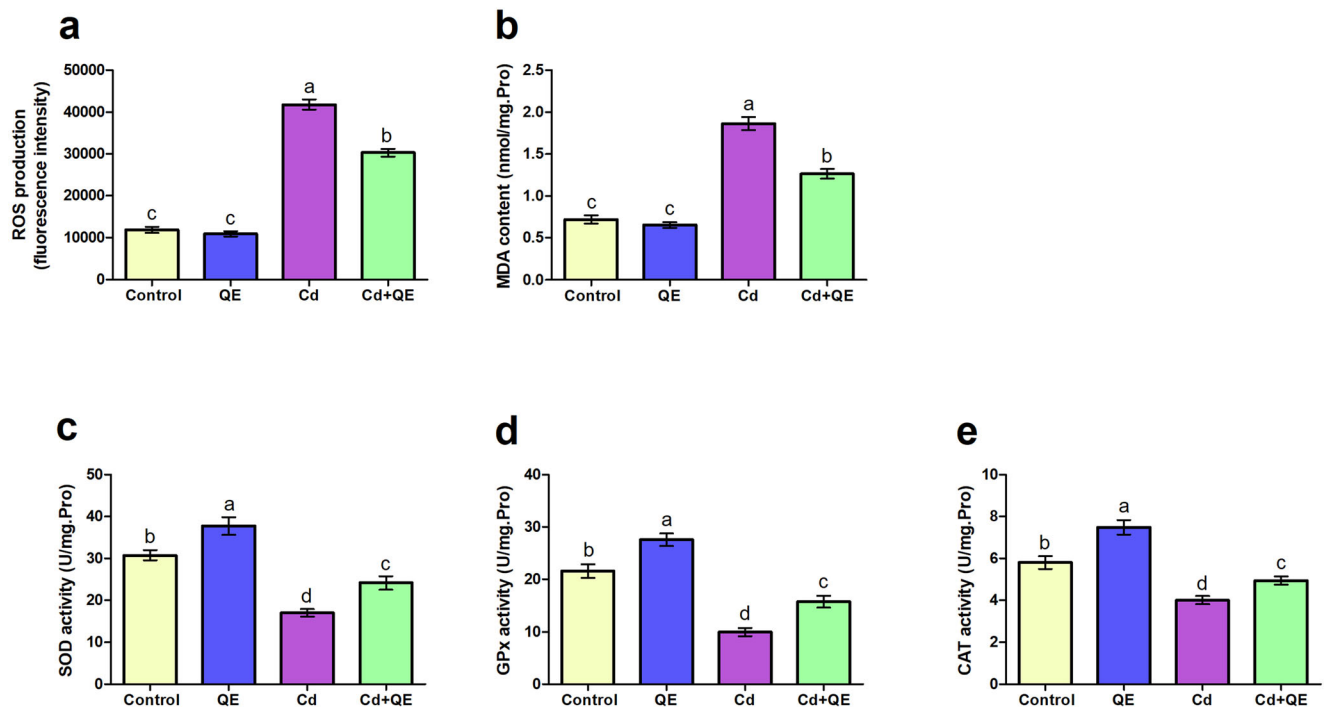 a
ROS production
(fluorescence intensity)
50000
40000
30000
20000
10000
0
c
c
a
b
Control
QE
Cd
Cd+QE
b
MDA content (nmol/mg.Pro)
2.5
2.0
1.5
1.0
0.5
0.0
c
c
a
b
Control
QE
Cd
Cd+QE
c
SOD activity (U/mg.Pro)
50
40
30
20
10
0
b
a
d
c
Control
QE
Cd
Cd+QE
d
GPx activity (U/mg.Pro)
40
30
20
10
0
b
a
d
c
Control
QE
Cd
Cd+QE
e
CAT activity (U/mg.Pro)
10
8
6
4
2
0
b
a
d
c
Control
QE
Cd
Cd+QE